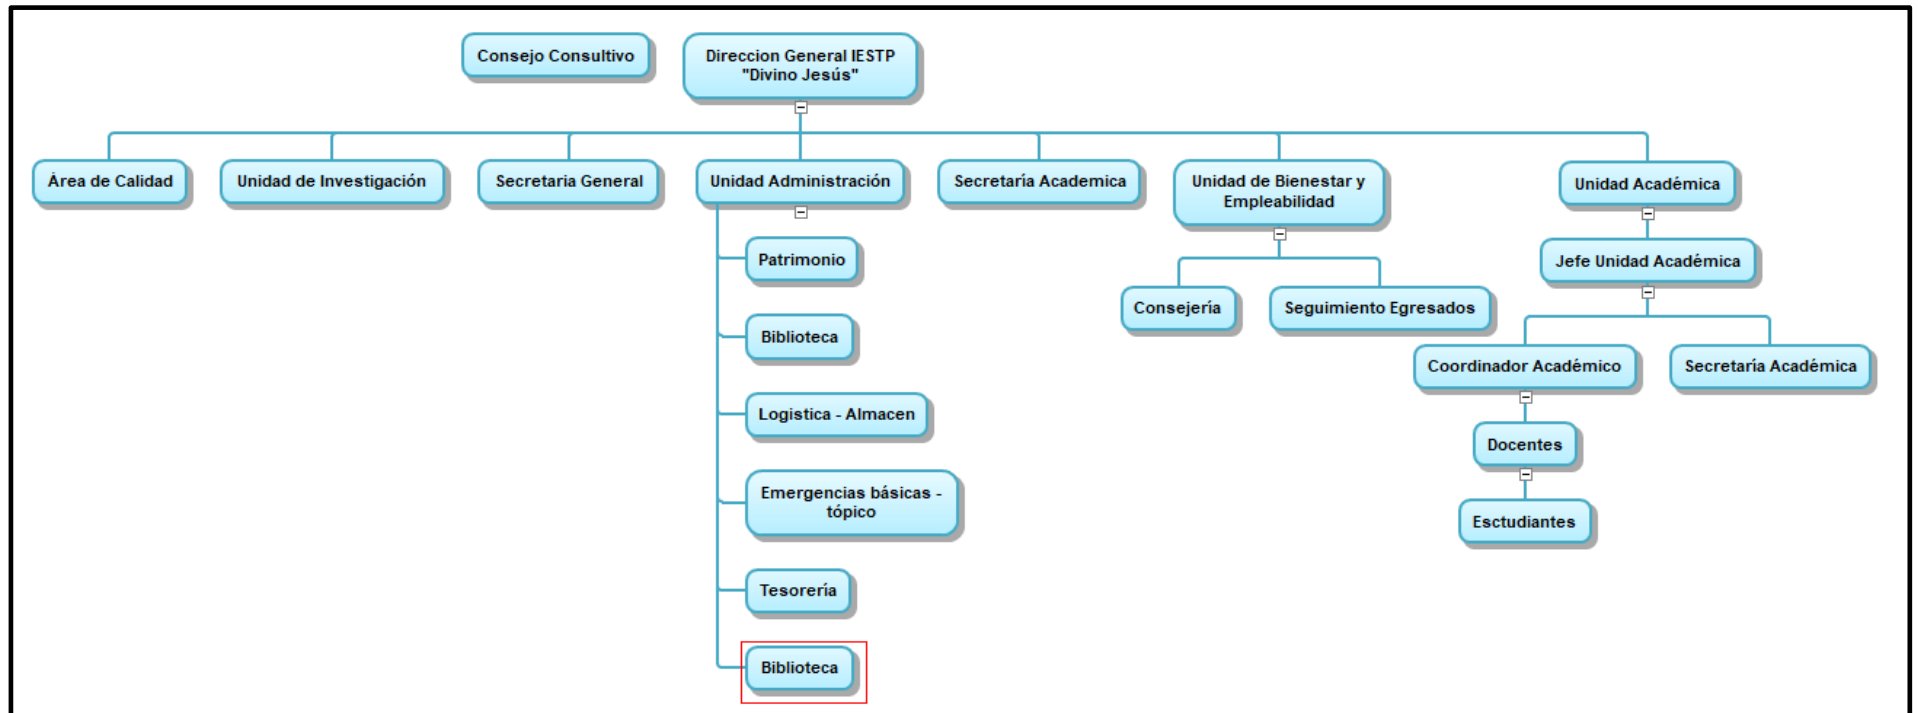 Consejo Consultivo
Direccion General IESTP
"Divino Jesús"
Área de Calidad
Unidad de Investigación
Secretaria General
Unidad Administración
Secretaría Academica
Unidad de Bienestar y
Empleabilidad
Unidad Académica
Patrimonio
Biblioteca
Logistica - Almacen
Emergencias básicas -
tópico
Tesorería
Biblioteca
Consejería
Seguimiento Egresados
Jefe Unidad Académica
Coordinador Académico
Secretaría Académica
Docentes
Esctudiantes